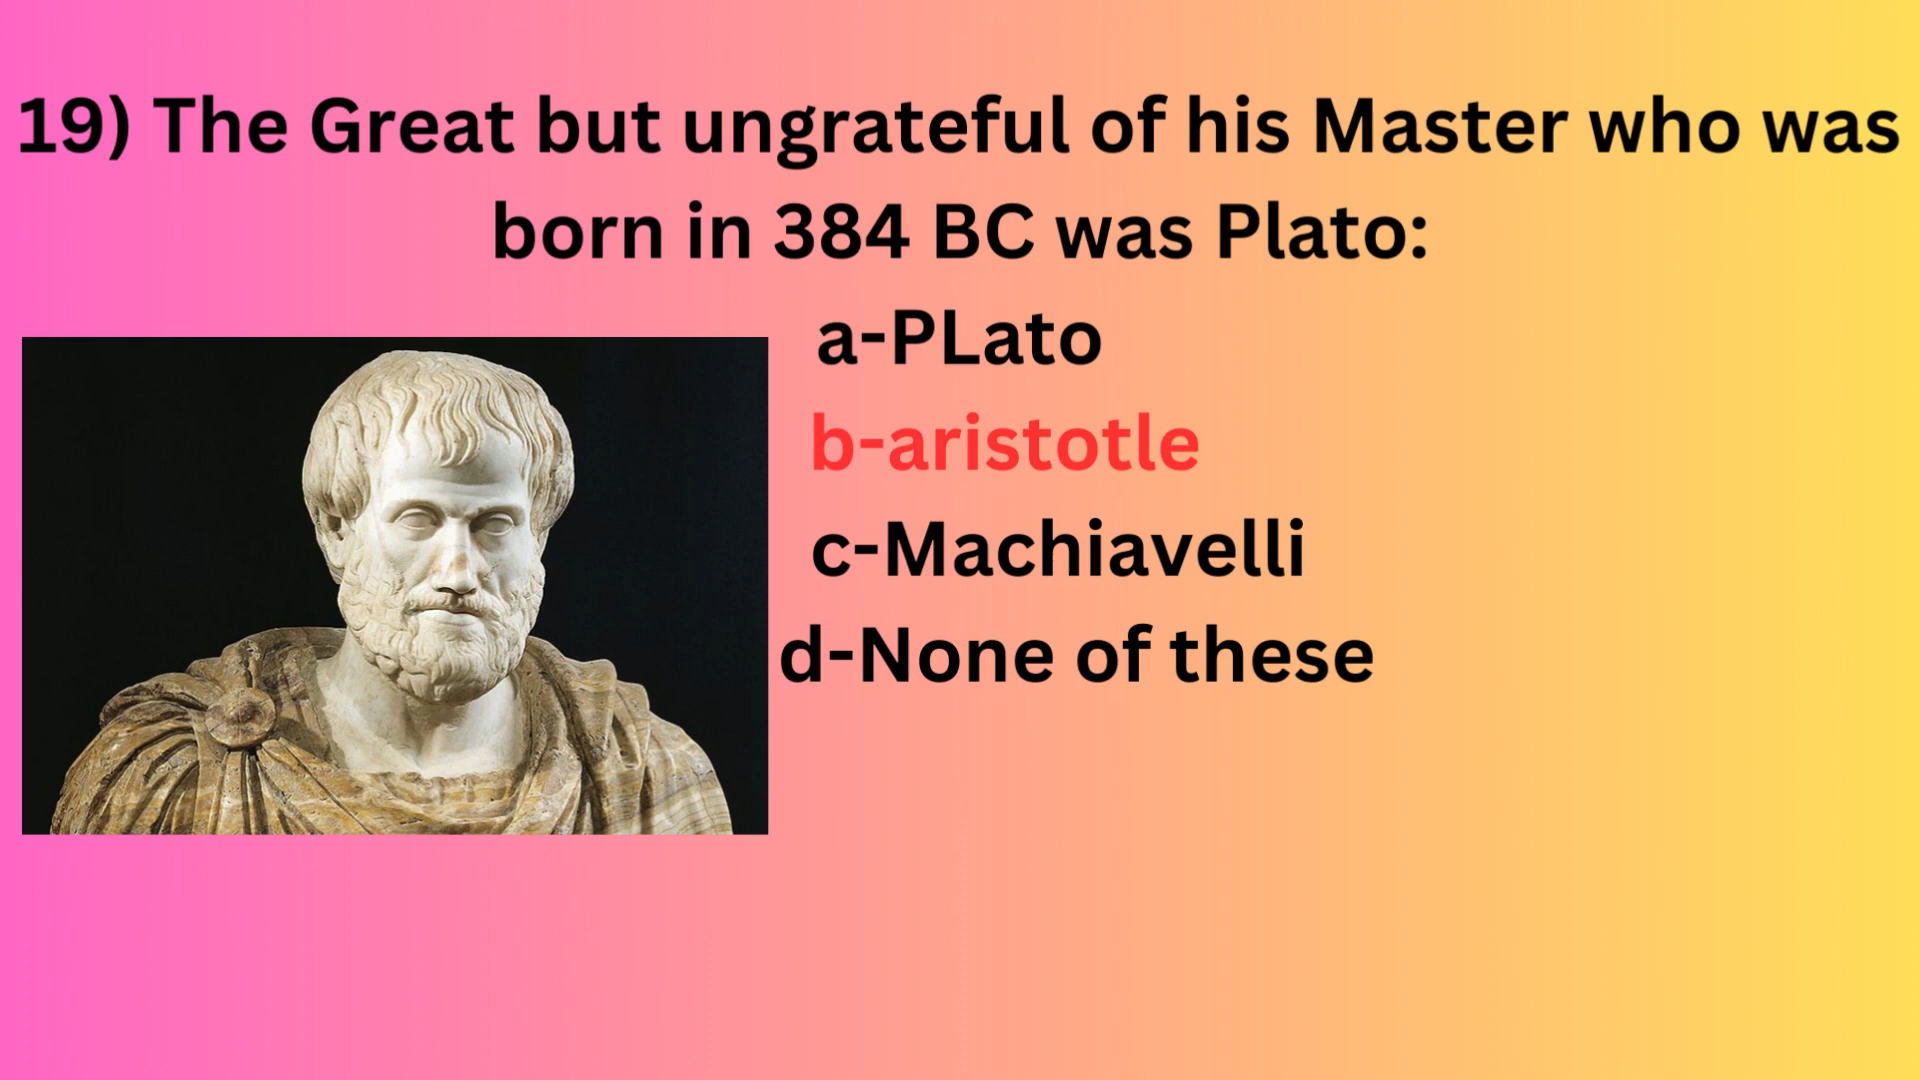 19) The Great but ungrateful of his Master who was
born in 384 BC was Plato:
a-PLato
b-aristotle
c-Machiavelli
d-None of these